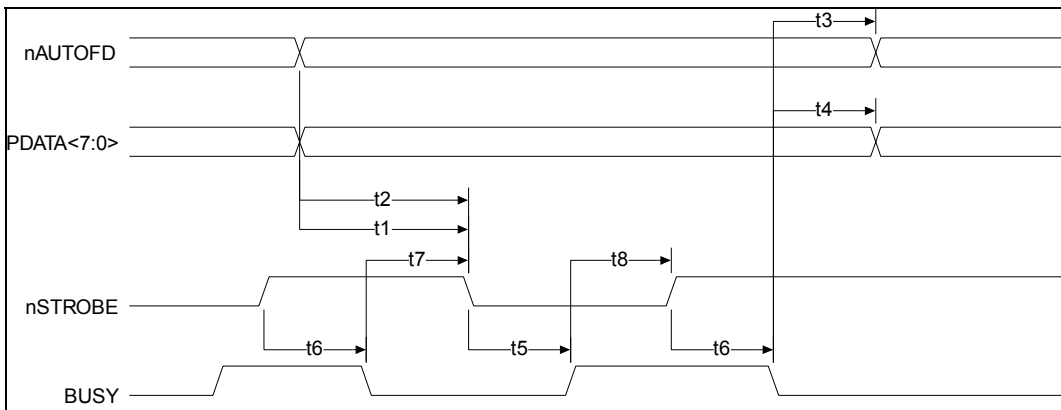 t3
nAUTOFD
t4
PDATA<7:0>
t2
t1
t7
t8
nSTROBE
t6
t5
t6
BUSY